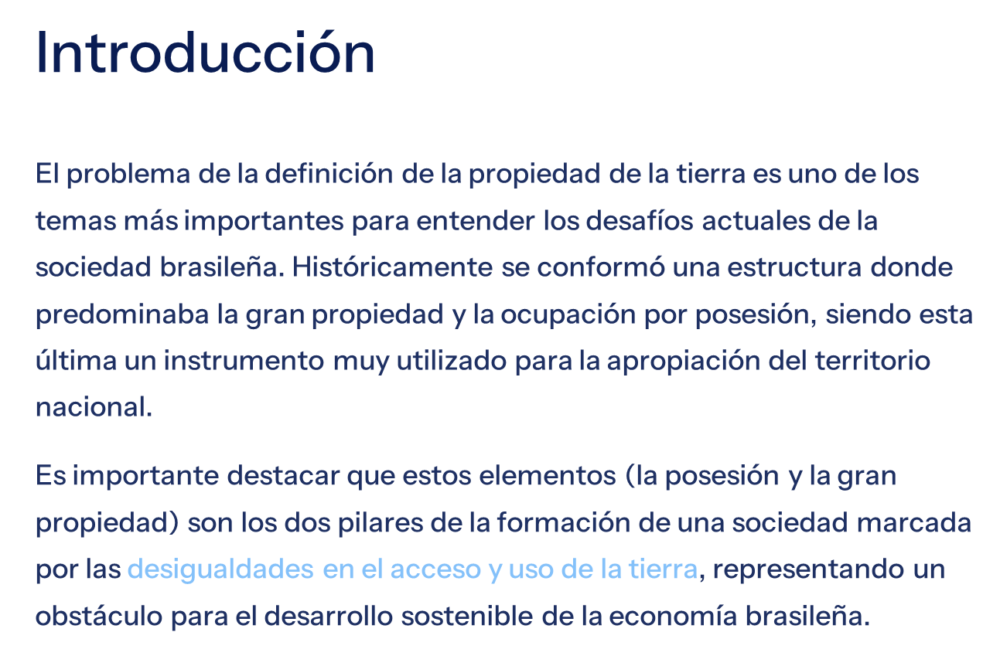 Introducción
El problema de la definición de la propiedad de la tierra es uno de los
temas más importantes para entender los desafíos actuales de la
sociedad brasileña. Históricamente se conformó una estructura donde
predominaba la gran propiedad y la ocupación por posesión, siendo esta
última un instrumento muy utilizado para la apropiación del territorio
nacional.
Es importante destacar que estos elementos (la posesión y la gran
propiedad) son los dos pilares de la formación de una sociedad marcada
por las desigualdades en el acceso y uso de la tierra, representando un
obstáculo para el desarrollo sostenible de la economía brasileña.